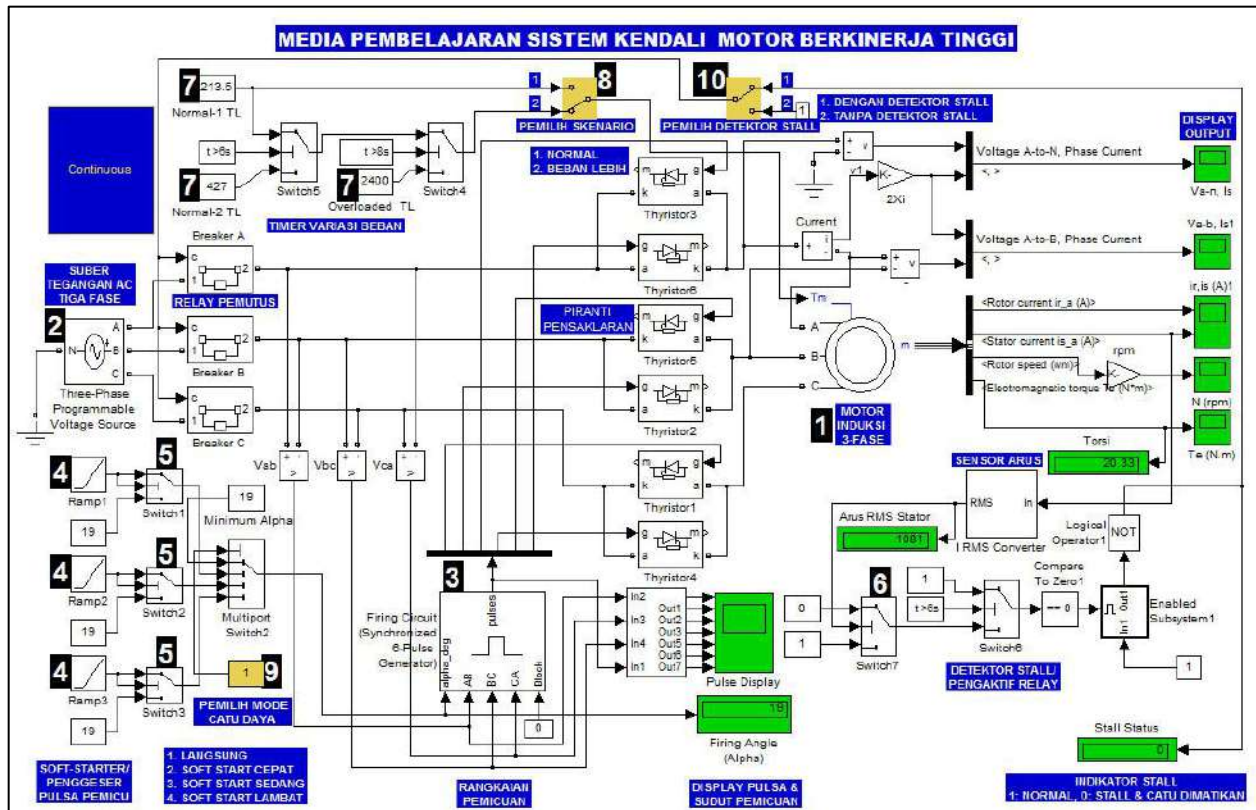 MEDIA PEMBELAJARAN SISTEM KENDALI MOTOR BERKINERJA TINGGI
7
213.5
Normal-1 TL
t>6s
7
427
Normal-2 TL
Switch5
t >8s
7
2400
Overloaded TL
Switch4
TIMER VARIASI BEBAN
1
2
8
PEMILIH SKENARIO
1. NORMAL
2. BEBAN LEBIH
10
1
2
1
PEMILIH DETEKTOR STALL
1. DENGAN DETEKTOR STALL
2. TANPA DETEKTOR STALL
DISPLAY
OUTPUT
Continuous
Voltage A-to-N, Phase Current
<, >
Va-n, Is
v1
K-
2Xi
Current
Voltage A-to-B, Phase Current
<, >
Va-b, Is1
m
g
k
a
Thyristor3
g
m
a
k
Thyristor6
m
g
k
a
Thyristor5
g
m
a
k
Thyristor2
m
g
k
a
Thyristor1
g
m
a
k
Thyristor4
PIRANTI
PENSAKLARAN
Breaker A
c
1
2
RELAY PEMUTUS
c
1
2
Breaker B
c
1
2
Breaker C
SUBER
TEGANGAN AC
TIGA FASE
2
N
A
B
C
Three-Phase
Programmable
Voltage Source
Tm
A
B
C
m
1
MOTOR
INDUKSI
3-FASE
<Rotor current ir_a (A)>
<Stator current is_a (A)>
<Rotor speed (wm)>
<Electromagnetic torque Te (N*m)>
rpm
K-
ir,is (A)1
N (rpm)
Te (N.m)
Torsi
20.33
SENSOR ARUS
RMS
In
I RMS Converter
Arus RMS Stator
1001
Logical
Operator1
NOT
Compare
To Zero1
== 0
Out1
In1
Enabled
Subsystem1
1
6
0
1
Switch7
1
t >6s
Switch6
DETEKTOR STALL/
PENGAKTIF RELAY
Stall Status
0
INDIKATOR STALL
1: NORMAL, 0: STALL & CATU DIMATIKAN
Vab
Vbc
Vca
4
Ramp1
19
5
Switch1
4
Ramp2
19
5
Switch2
4
Ramp3
19
5
Switch3
19
Minimum Alpha
Multiport
Switch2
1
9
PEMILIH MODE
CATU DAYA
SOFT-STARTER/
PENGGESER
PULSA PEMICU
1. LANGSUNG
2. SOFT START CEPAT
3. SOFT START SEDANG
4. SOFT START LAMBAT
3
Firing Circuit
(Synchronized
6-Pulse
Generator)
pulses
alpha_deg
AB
BC
CA
Block
0
RANGKAIAN
PEMICUAN
In2
In3
In4
In1
Out1
Out2
Out3
Out4
Out5
Out6
Out7
Pulse Display
19
Firing Angle
(Alpha)
DISPLAY PULSA &
SUDUT PEMICUAN